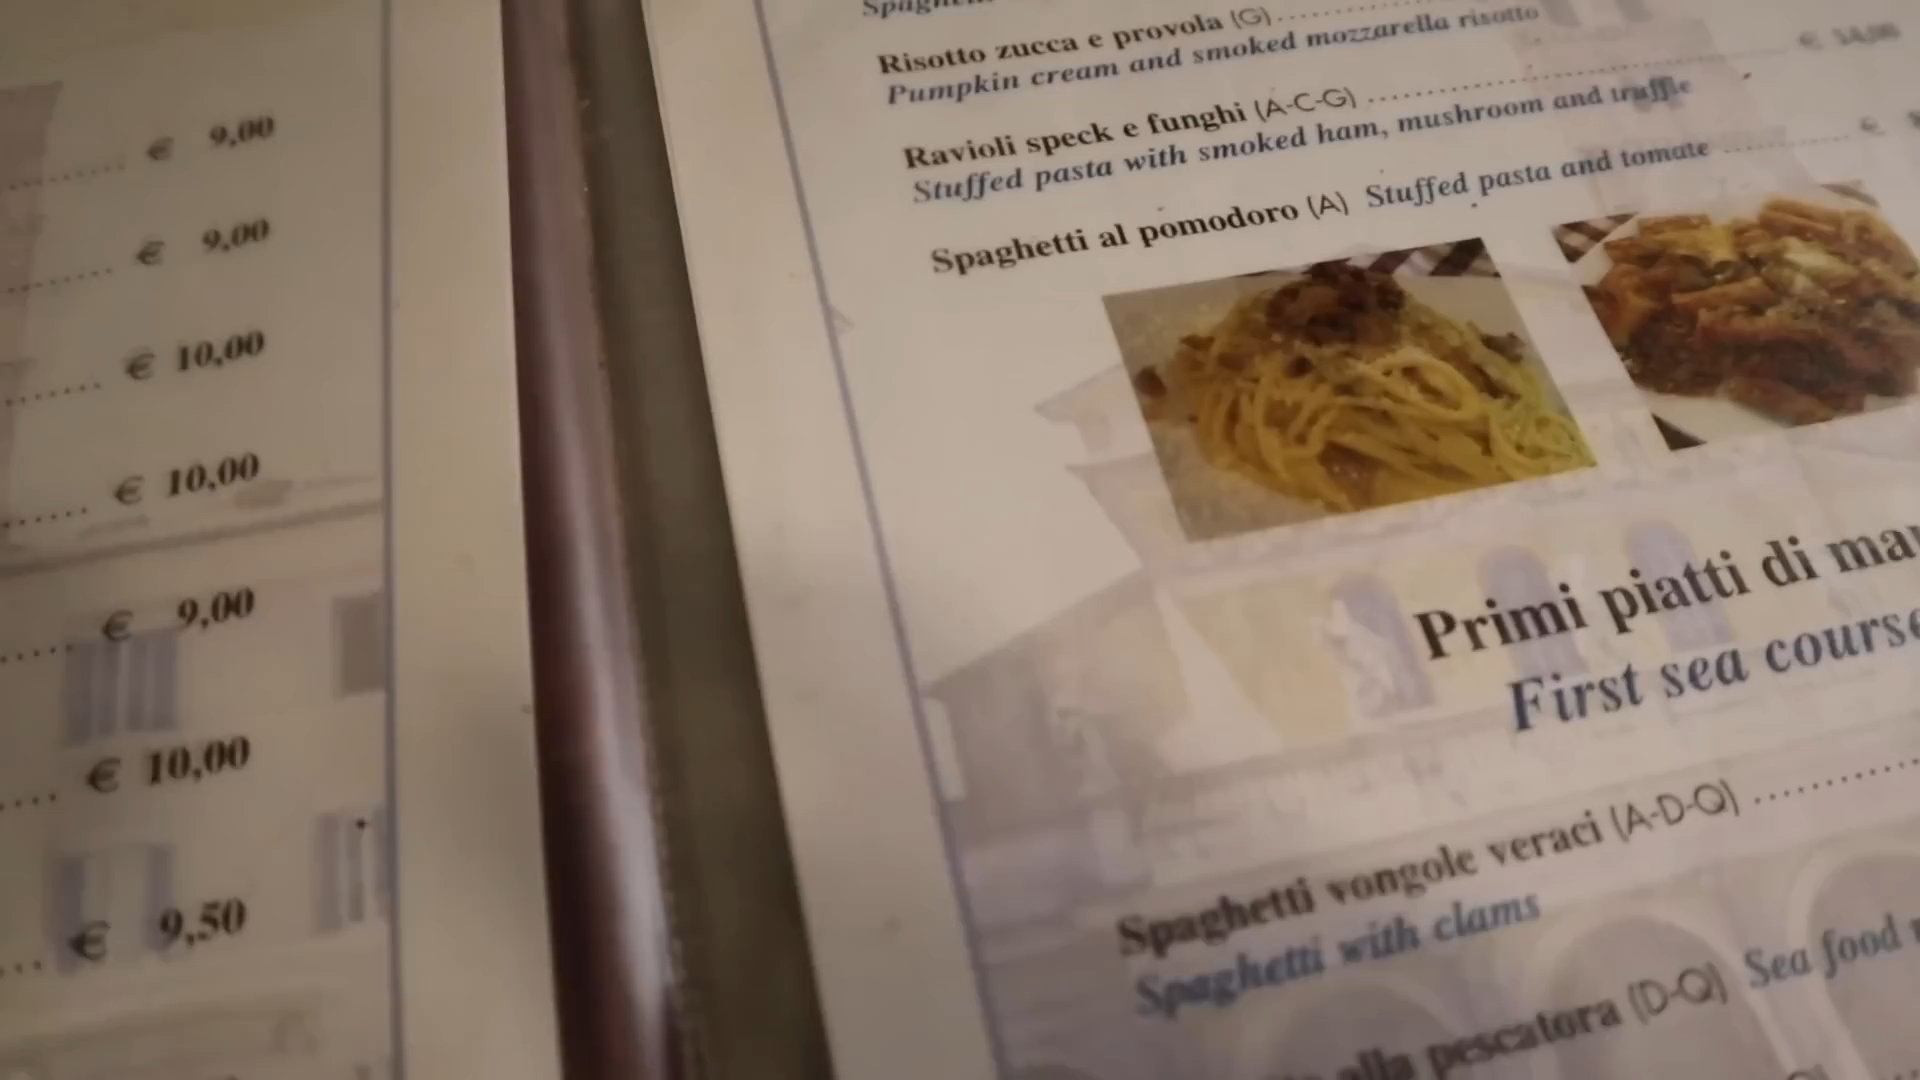 € 9,00
€ 9,00
€ 10,00
€ 10,00
€ 9,00
€ 10,00
€ 9,50
Risotto zucca e provola (G)
Pumpkin cream and smoked mozzarella risotto
Ravioli speck e funghi (A-C-G) € 14,00
Stuffed pasta with smoked ham, mushroom and truffle
Spaghetti al pomodoro (A) Stuffed pasta and tomate €
Primi piatti di mar
First sea course
Spaghetti vongole veraci (A-D-Q)
Spaghetti with clams
alla pescatora (D-Q) Sea food